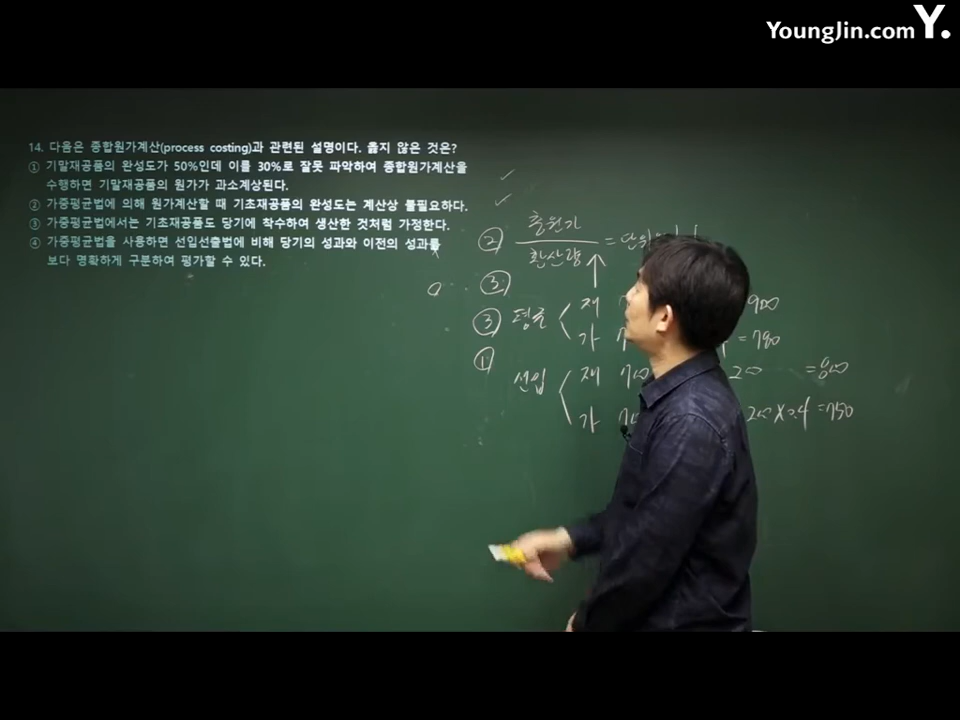 YoungJin.com Y.
14. 다음은 종합원가계산(process costing)과 관련된 설명이다. 옳지 않은 것은?
① 기말재공품의 완성도가 50%인데 이를 30%로 잘못 파악하여 종합원가계산을
수행하면 기말재공품의 원가가 과소계상된다.
② 가중평균법에 의해 원가계산할 때 기초재공품의 완성도는 계산상 불필요하다.
③ 가중평균법에서는 기초재공품도 당기에 착수하여 생산한 것처럼 가정한다.
④ 가중평균법을 사용하면 선입선출법에 비해 당기의 성과와 이전의 성과를
보다 명확하게 구분하여 평가할 수 있다.
② 총원가
환산량 = 단위
③
③ 평균 재 900
가 = 780
①
선입 재 700 200 = 800
가 200×0.4 = 750